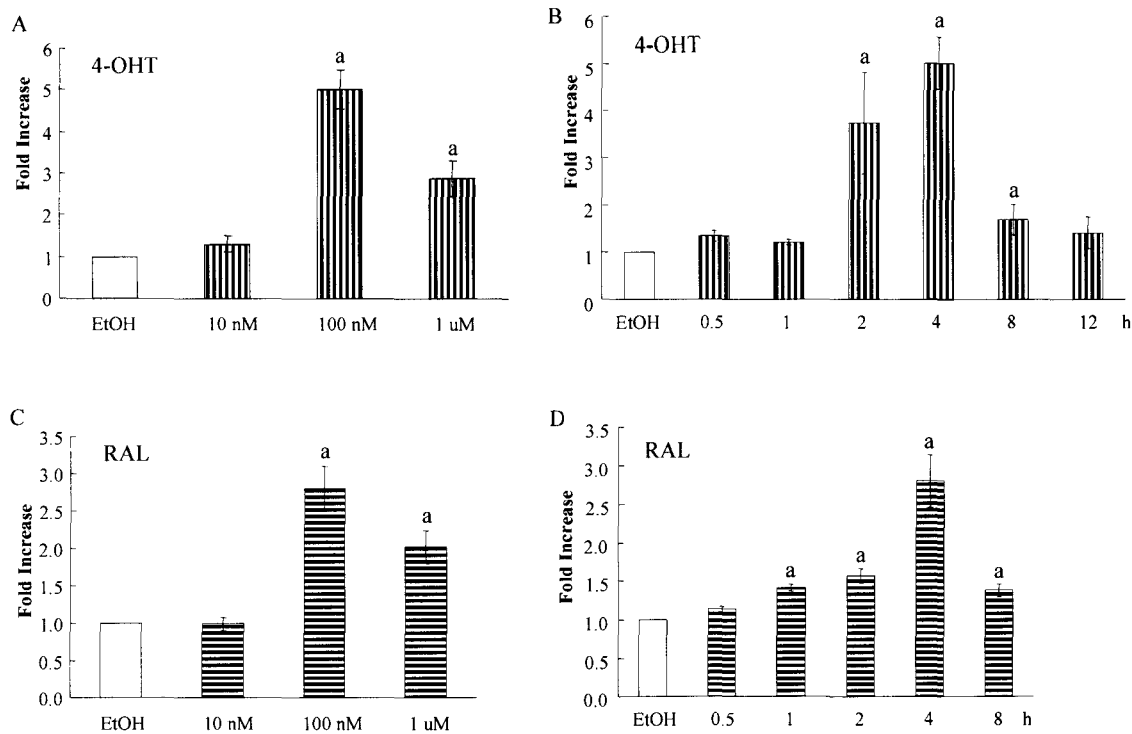 A
4-OHT
a
a
Fold Increase
6
5
4
3
2
1
0
EtOH 10 nM 100 nM 1 uM
B
4-OHT
a
a
a
Fold Increase
6
5
4
3
2
1
0
EtOH 0.5 1 2 4 8 12 h
C
RAL
a
a
Fold Increase
3.5
3.0
2.5
2.0
1.5
1.0
0.5
0.0
EtOH 10 nM 100 nM 1 uM
D
RAL
a
a
a
a
Fold Increase
3.5
3.0
2.5
2.0
1.5
1.0
0.5
0.0
EtOH 0.5 1 2 4 8 h